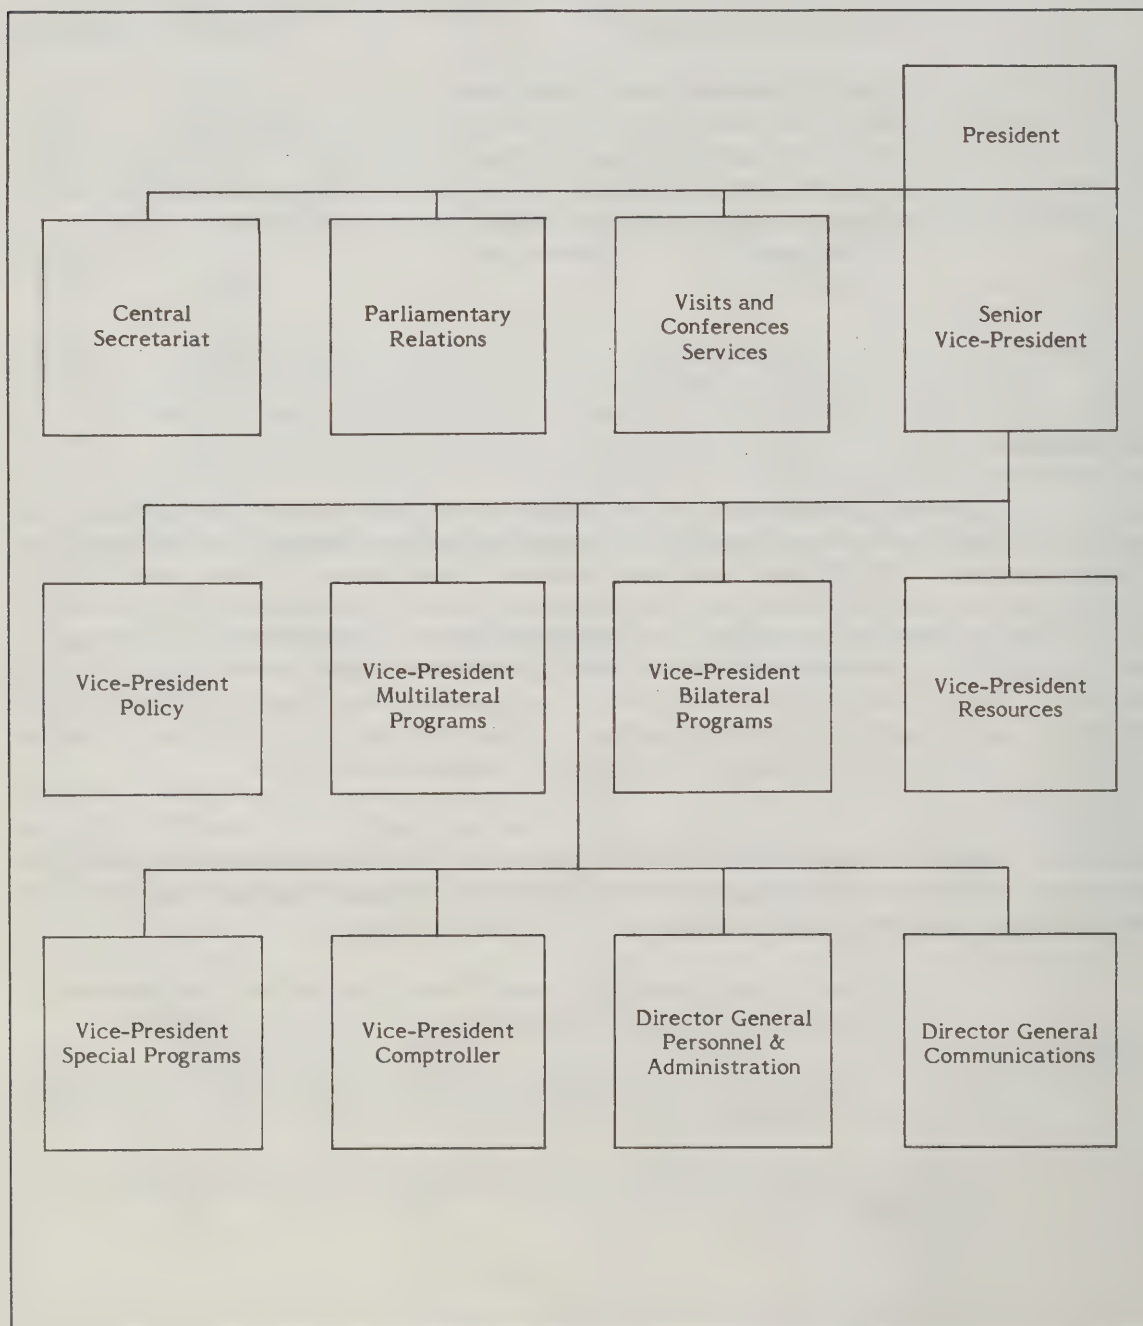 President
Central
Secretariat
Parliamentary
Relations
Visits and
Conferences
Services
Senior
Vice-President
Vice-President
Policy
Vice-President
Multilateral
Programs
Vice-President
Bilateral
Programs
Vice-President
Resources
Vice-President
Special Programs
Vice-President
Comptroller
Director General
Personnel &
Administration
Director General
Communications